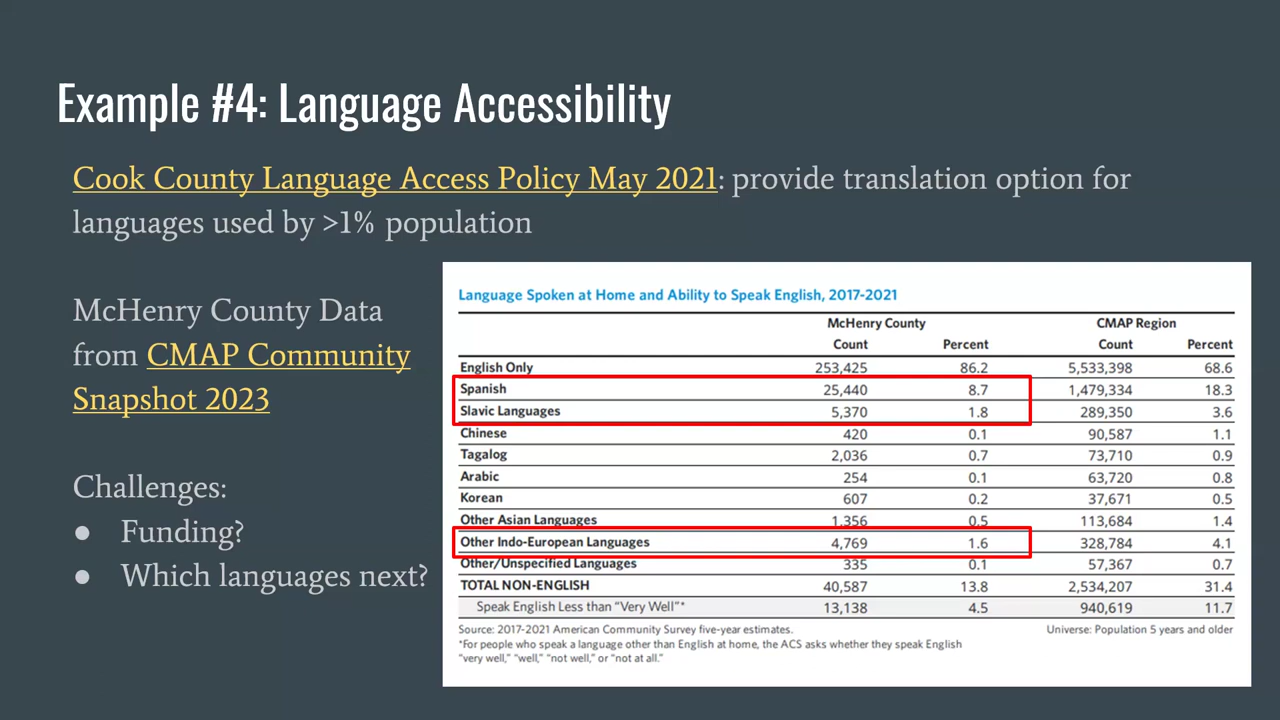 Example #4: Language Accessibility
Cook County Language Access Policy May 2021: provide translation option for
languages used by >1% population
McHenry County Data
from CMAP Community
Snapshot 2023
Challenges:
● Funding?
● Which languages next?
Language Spoken at Home and Ability to Speak English, 2017-2021
McHenry County CMAP Region
Count Percent Count Percent
English Only 253,425 86.2 5,533,398 68.6
Spanish 25,440 8.7 1,479,334 18.3
Slavic Languages 5,370 1.8 289,350 3.6
Chinese 420 0.1 90,587 1.1
Tagalog 2,036 0.7 73,710 0.9
Arabic 254 0.1 63,720 0.8
Korean 607 0.2 37,671 0.5
Other Asian Languages 1,356 0.5 113,684 1.4
Other Indo-European Languages 4,769 1.6 328,784 4.1
Other/Unspecified Languages 335 0.1 57,367 0.7
TOTAL NON-ENGLISH 40,587 13.8 2,534,207 31.4
Speak English Less than “Very Well”* 13,138 4.5 940,619 11.7
Source: 2017-2021 American Community Survey five-year estimates. Universe: Population 5 years and older
*For people who speak a language other than English at home, the ACS asks whether they speak English
“very well,” “well,” “not well,” or “not at all.”